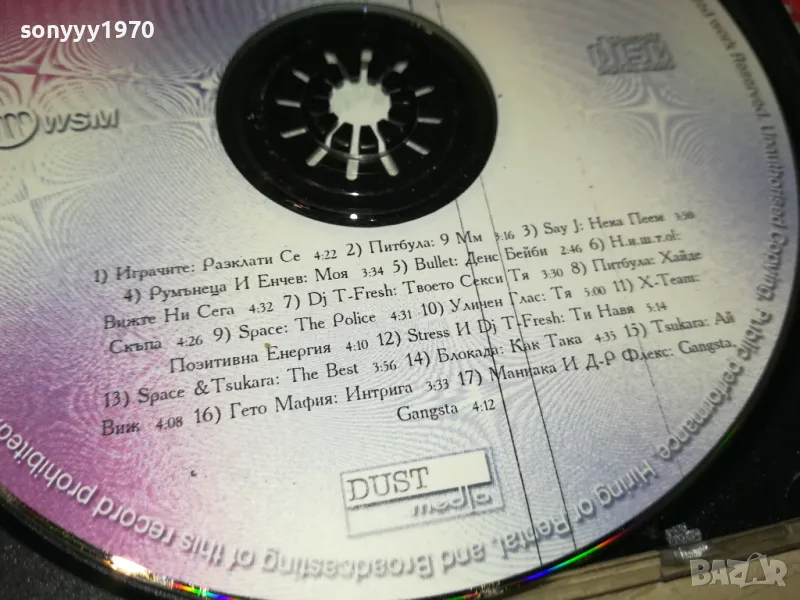 sonyyy1970
WSM
1) Играчите: Разклати Се 4:22 2) Питбула: 9 Мм 3:16 3) Say J: Нека Пеем 3:30
4) Румънеца И Енчев: Моя 3:34 5) Bullet: Денс Бейби 2:46 6) Н.и.ш.т.о!:
Вижте Ни Сега 4:32 7) Dj T-Fresh: Твоето Секси Тя 3:30 8) Питбула: Хайде
Скъпа 4:26 9) Space: The Police 4:31 10) Уличен Глас: Тя 5:00 11) X-Team:
Позитивна Енергия 4:10 12) Stress И Dj T-Fresh: Ти Навя 5:14
13) Space & Tsukara: The Best 3:56 14) Блокада: Как Така 4:35 15) Tsukara: Ай
Виж 4:08 16) Гето Мафия: Интрига 3:33 17) Маниака И Д-Р Флекс: Gangsta,
Gangsta 4:12
DUST
work Reserved. Unauthorised Copying, Public performance, Hiring Or Rental, and Broadcasting of this record prohibited
BAZAR.bg